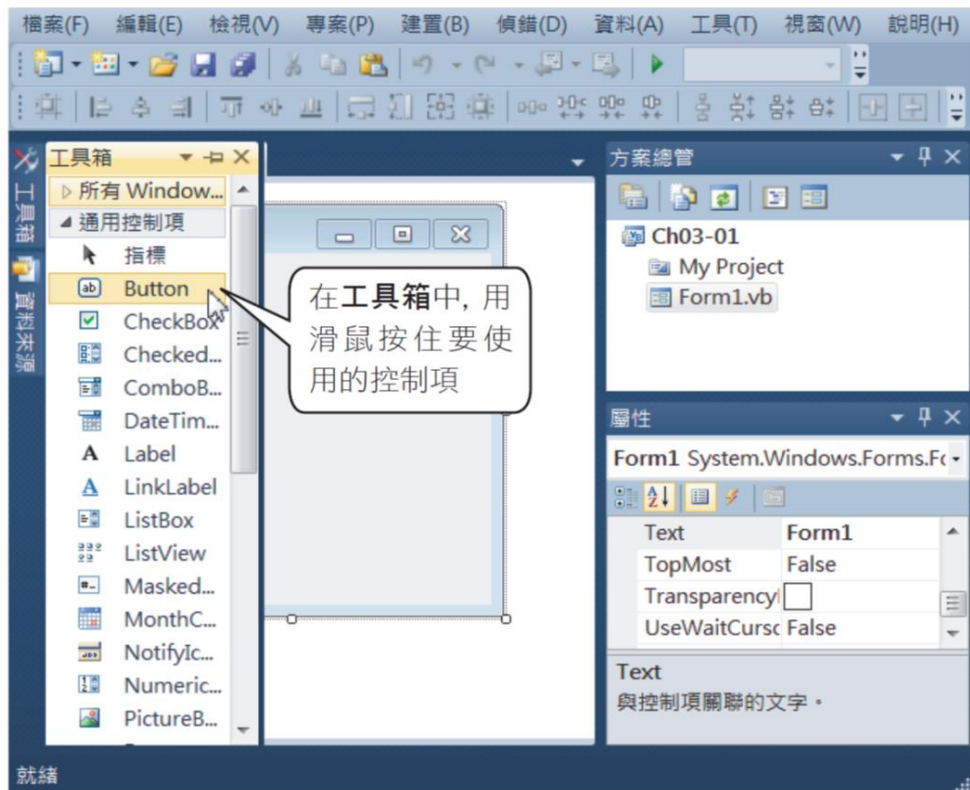 檔案(F) 編輯(E) 檢視(V) 專案(P) 建置(B) 偵錯(D) 資料(A) 工具(T) 視窗(W) 說明(H)
工具箱
資料來源
工具箱
所有 Window...
通用控制項
指標
Button
CheckBox
Checked...
ComboB...
DateTim...
Label
LinkLabel
ListBox
ListView
Masked...
MonthC...
NotifyIc...
Numeric...
PictureB...
在工具箱中, 用
滑鼠按住要使
用的控制項
方案總管
Ch03-01
My Project
Form1.vb
屬性
Form1 System.Windows.Forms.Fc
Text Form1
TopMost False
Transparencyl
UseWaitCursc False
Text
與控制項關聯的文字。
就緒